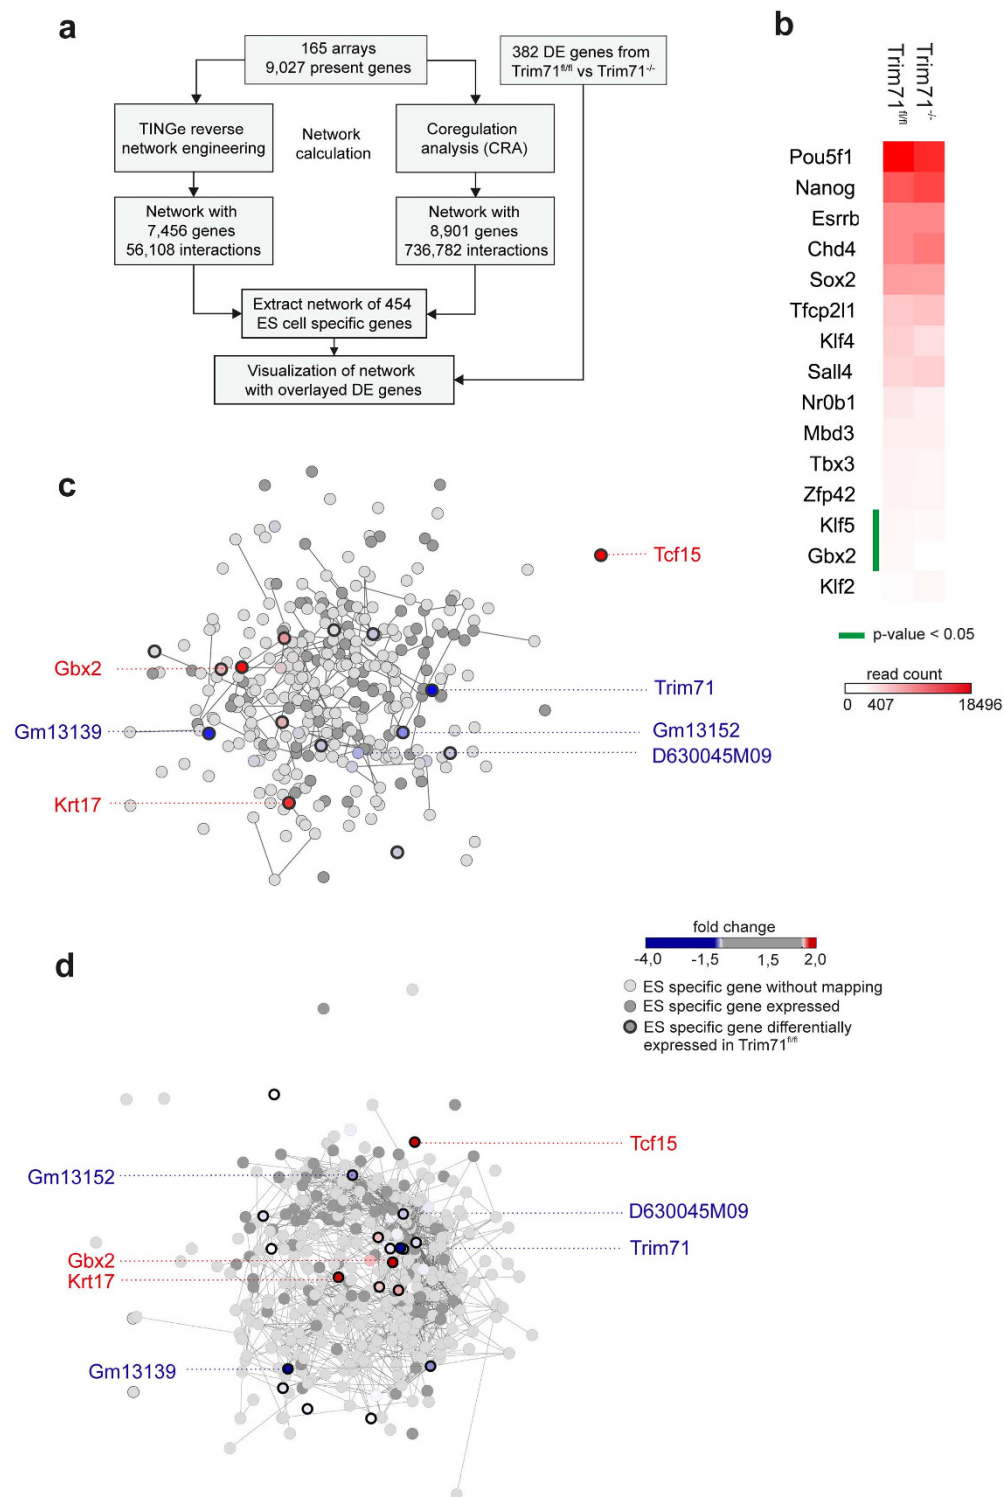 a
165 arrays
9,027 present genes
382 DE genes from
Trim71fl/fl vs Trim71-/-
TINGe reverse
network engineering
Network
calculation
Coregulation
analysis (CRA)
Network with
7,456 genes
56,108 interactions
Network with
8,901 genes
736,782 interactions
Extract network of 454
ES cell specific genes
Visualization of network
with overlayed DE genes
b
Trim71fl/fl
Trim71-/-
Pou5f1
Nanog
Esrrb
Chd4
Sox2
Tfcp2l1
Klf4
Sall4
Nr0b1
Mbd3
Tbx3
Zfp42
Klf5
Gbx2
Klf2
p-value < 0.05
read count
0 407 18496
c
Tcf15
Gbx2
Trim71
Gm13139
Gm13152
D630045M09
Krt17
fold change
-4,0 -1,5 1,5 2,0
ES specific gene without mapping
ES specific gene expressed
ES specific gene differentially
expressed in Trim71fl/fl
d
Tcf15
Gm13152
D630045M09
Trim71
Gbx2
Krt17
Gm13139